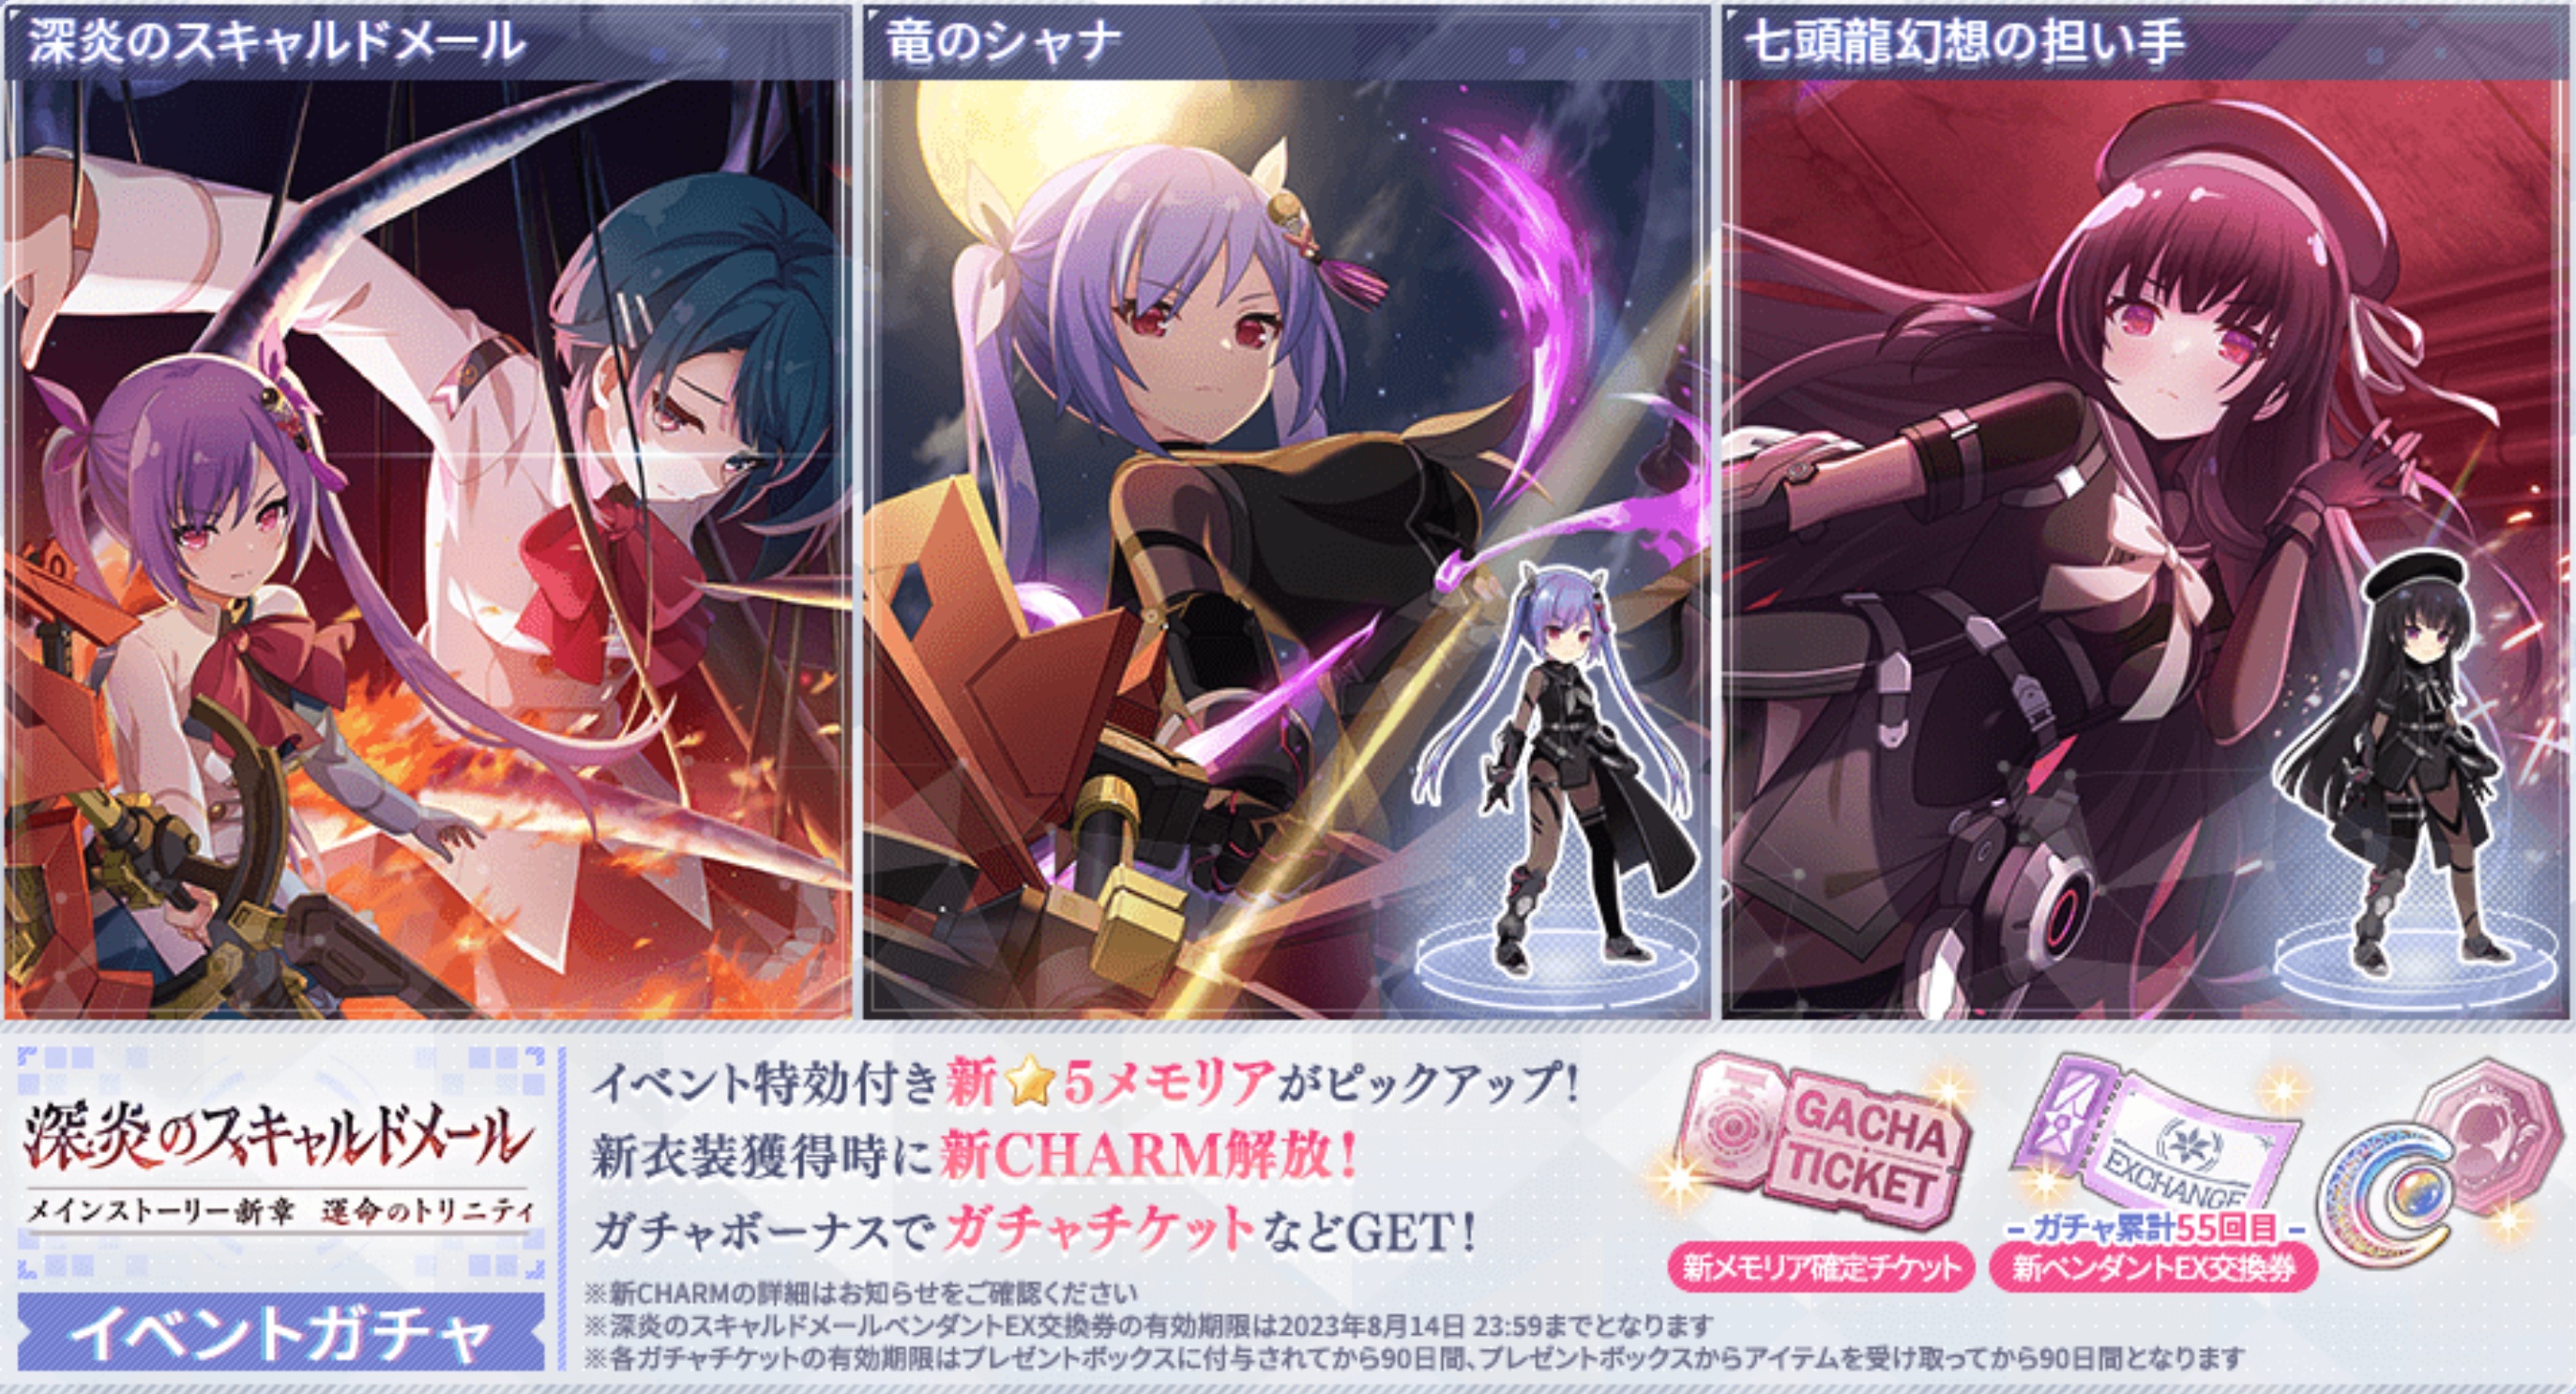 深炎のスキャルドメール
竜のシャナ
七頭龍幻想の担い手
深炎のスキャルドメール
メインストーリー新章 運命のトリニティ
イベントガチャ
イベント特効付き新⭐5メモリアがピックアップ!
新衣装獲得時に新CHARM解放!
ガチャボーナスでガチャチケットなどGET!
※新CHARMの詳細はお知らせをご確認ください
※深炎のスキャルドメールペンダントEX交換券の有効期限は2023年8月14日 23:59までとなります
※各ガチャチケットの有効期限はプレゼントボックスに付与されてから90日間、プレゼントボックスからアイテムを受け取ってから90日間となります
GACHA
TICKET
新メモリア確定チケット
EXCHANGE
− ガチャ累計55回目 −
新ペンダントEX交換券